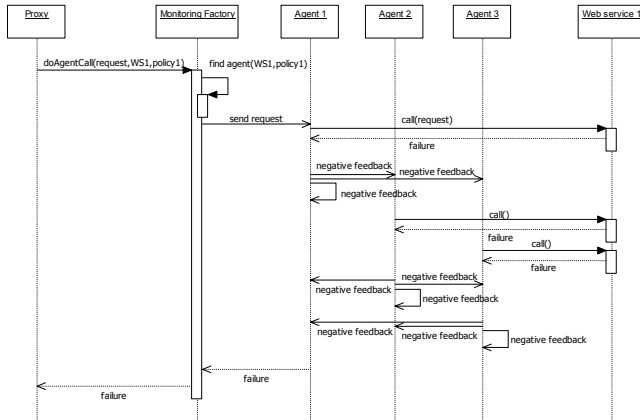 Proxy
Monitoring Factory
Agent 1
Agent 2
Agent 3
Web service 1
doAgentCall(request,WS1,policy1)
find agent(WS1,policy1)
send request
call(request)
failure
negative feedback
negative feedback
negative feedback
call()
failure
call()
failure
negative feedback
negative feedback
negative feedback
negative feedback
negative feedback
negative feedback
failure
failure